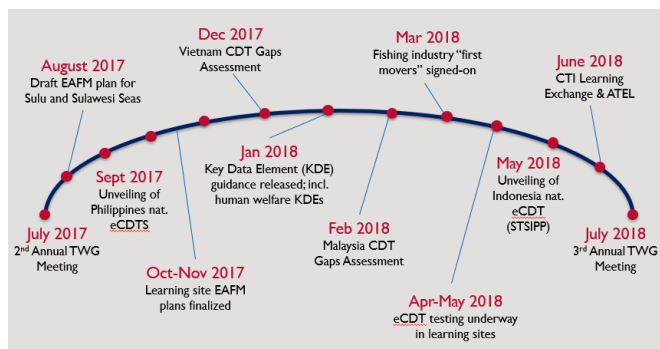 July 2017
2nd Annual TWG
Meeting
August 2017
Draft EAFM plan for
Sulu and Sulawesi Seas
Sept 2017
Unveiling of
Philippines nat.
eCDTS
Oct-Nov 2017
Learning site EAFM
plans finalized
Dec 2017
Vietnam CDT Gaps
Assessment
Jan 2018
Key Data Element (KDE)
guidance released; incl.
human welfare KDEs
Feb 2018
Malaysia CDT
Gaps Assessment
Mar 2018
Fishing industry “first
movers” signed-on
Apr-May 2018
eCDT testing underway
in learning sites
May 2018
Unveiling of
Indonesia nat.
eCDT
(STSIPP)
June 2018
CTI Learning
Exchange & ATEL
July 2018
3rd Annual TWG
Meeting